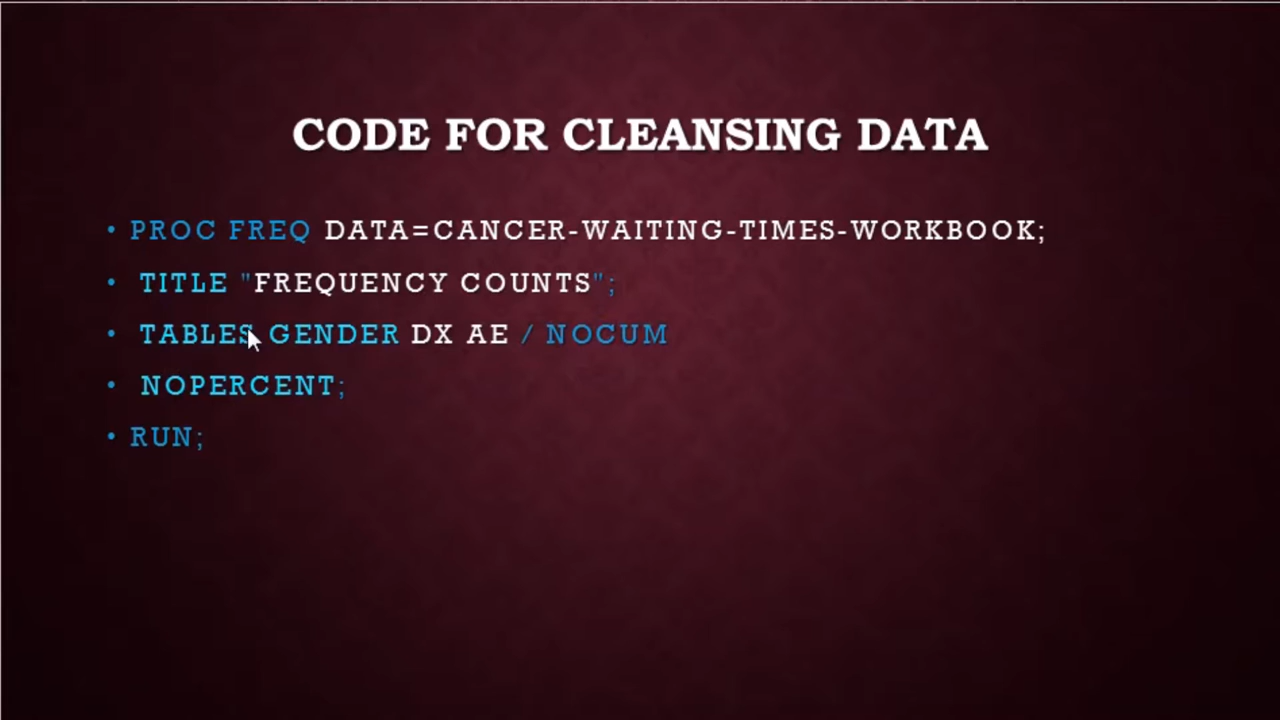 CODE FOR CLEANSING DATA
• PROC FREQ DATA=CANCER-WAITING-TIMES-WORKBOOK;
• TITLE "FREQUENCY COUNTS";
• TABLES GENDER DX AE / NOCUM
• NOPERCENT;
• RUN;